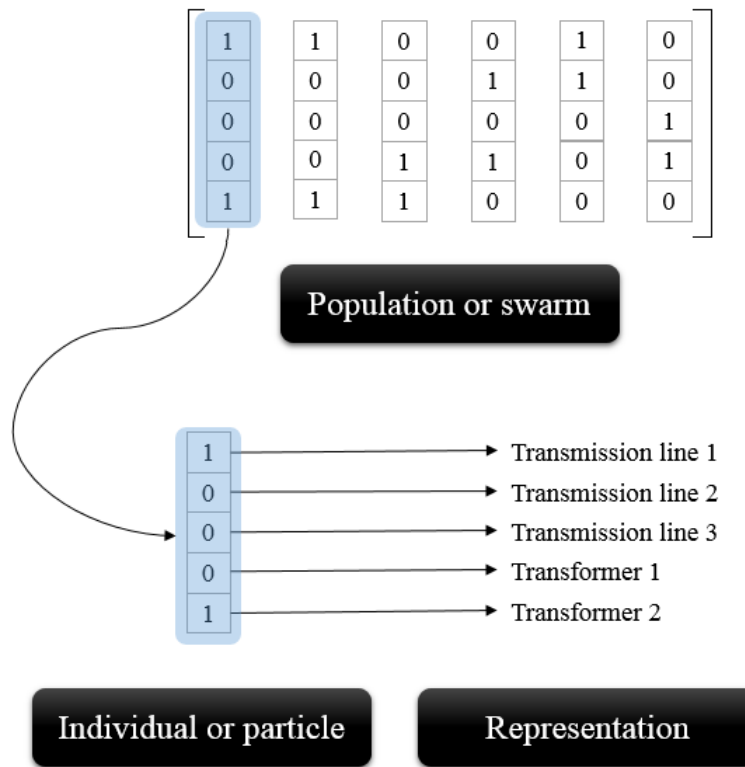 1 1 0 0 1 0
0 0 0 1 1 0
0 0 0 0 0 1
0 0 1 1 0 1
1 1 1 0 0 0
Population or swarm
1 Transmission line 1
0 Transmission line 2
0 Transmission line 3
0 Transformer 1
1 Transformer 2
Individual or particle
Representation